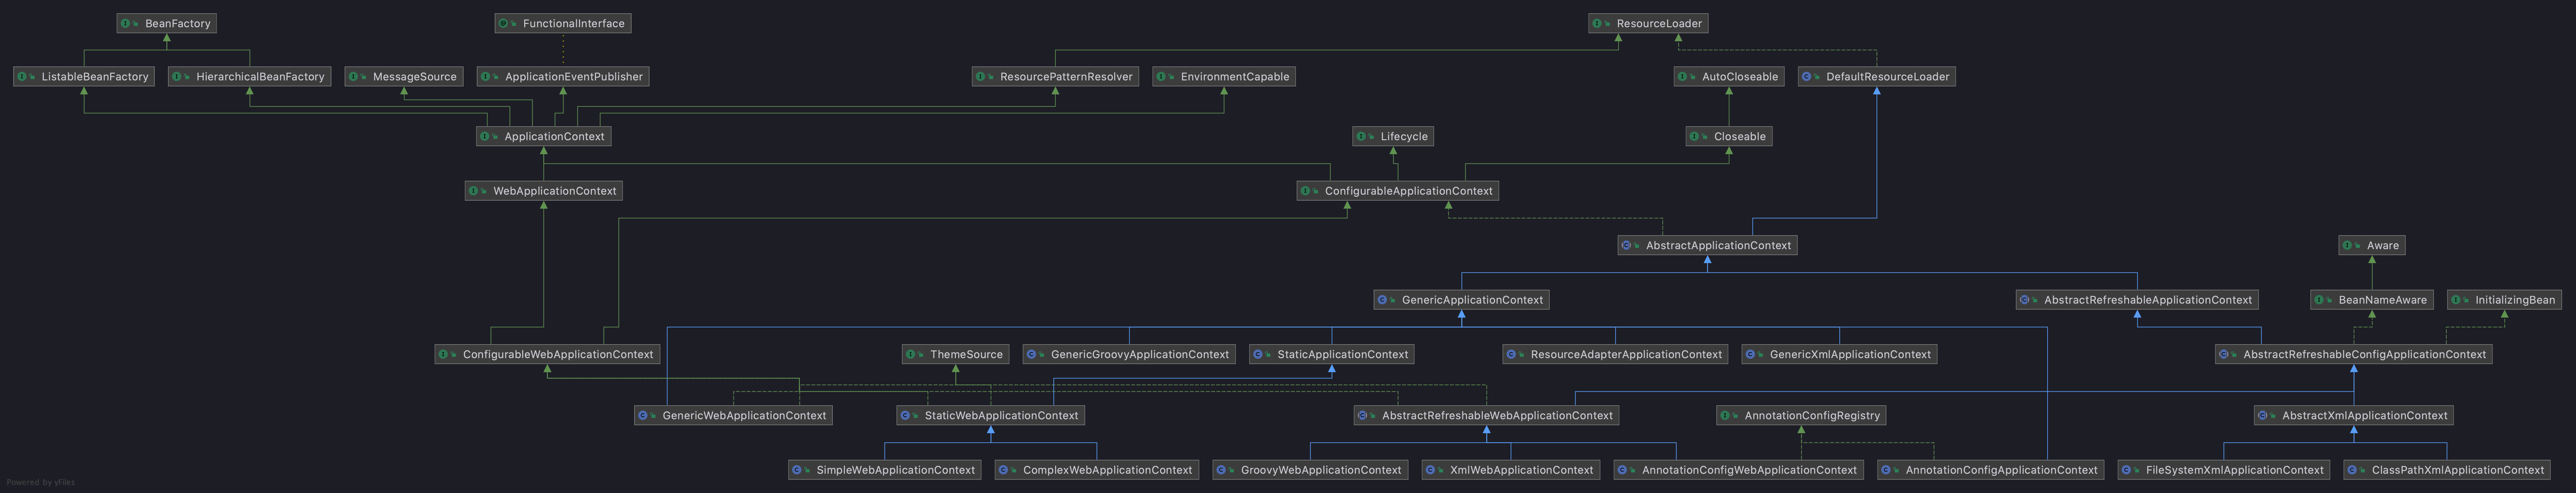 BeanFactory
FunctionalInterface
ResourceLoader
ListableBeanFactory
HierarchicalBeanFactory
MessageSource
ApplicationEventPublisher
ResourcePatternResolver
EnvironmentCapable
AutoCloseable
DefaultResourceLoader
ApplicationContext
Lifecycle
Closeable
WebApplicationContext
ConfigurableApplicationContext
AbstractApplicationContext
Aware
GenericApplicationContext
AbstractRefreshableApplicationContext
BeanNameAware
InitializingBean
ConfigurableWebApplicationContext
ThemeSource
GenericGroovyApplicationContext
StaticApplicationContext
ResourceAdapterApplicationContext
GenericXmlApplicationContext
AbstractRefreshableConfigApplicationContext
GenericWebApplicationContext
StaticWebApplicationContext
AbstractRefreshableWebApplicationContext
AnnotationConfigRegistry
AbstractXmlApplicationContext
SimpleWebApplicationContext
ComplexWebApplicationContext
GroovyWebApplicationContext
XmlWebApplicationContext
AnnotationConfigWebApplicationContext
AnnotationConfigApplicationContext
FileSystemXmlApplicationContext
ClassPathXmlApplicationContext
Powered by yFiles